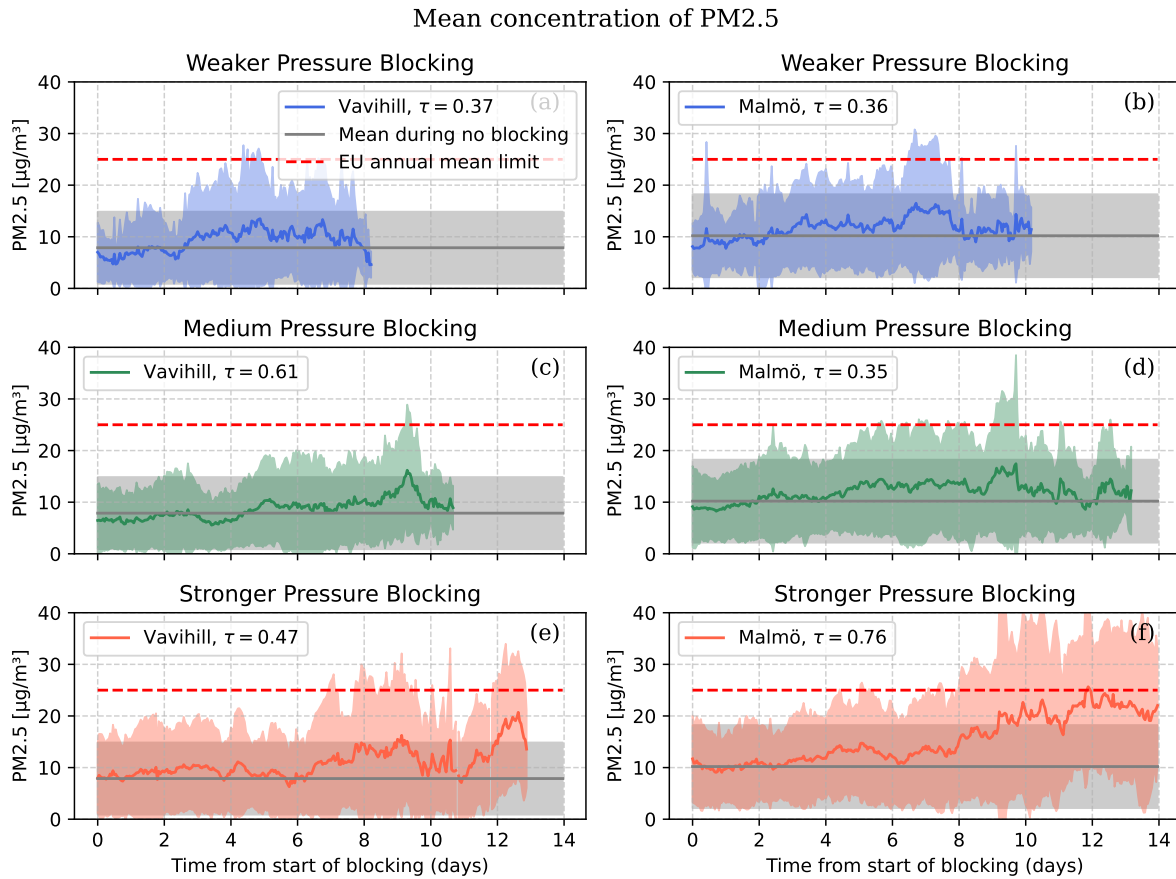 Mean concentration of PM2.5
Weaker Pressure Blocking
40
30
20
10
0
PM2.5 [µg/m³]
Vavihill, τ = 0.37
Mean during no blocking
EU annual mean limit
(a)
Weaker Pressure Blocking
40
30
20
10
0
PM2.5 [µg/m³]
Malmö, τ = 0.36
(b)
Medium Pressure Blocking
40
30
20
10
0
PM2.5 [µg/m³]
Vavihill, τ = 0.61
(c)
Medium Pressure Blocking
40
30
20
10
0
PM2.5 [µg/m³]
Malmö, τ = 0.35
(d)
Stronger Pressure Blocking
40
30
20
10
0
PM2.5 [µg/m³]
Vavihill, τ = 0.47
(e)
0 2 4 6 8 10 12 14
Time from start of blocking (days)
Stronger Pressure Blocking
40
30
20
10
0
PM2.5 [µg/m³]
Malmö, τ = 0.76
(f)
0 2 4 6 8 10 12 14
Time from start of blocking (days)